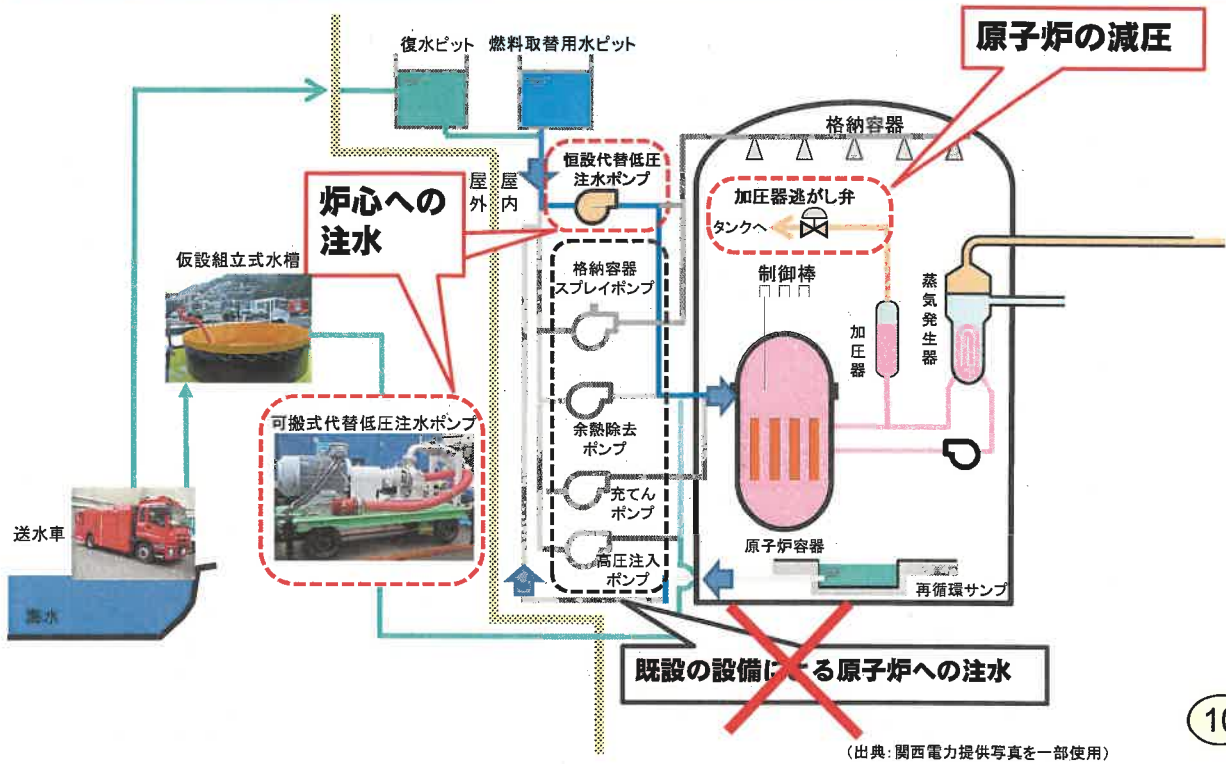 原子炉の減圧
復水ピット
燃料取替用水ピット
格納容器
恒設代替低圧
注水ポンプ
屋外
屋内
炉心への
注水
加圧器逃がし弁
タンクへ
仮設組立式水槽
格納容器
スプレイポンプ
制御棒
蒸気発生器
加圧器
可搬式代替低圧注水ポンプ
余熱除去
ポンプ
充てん
ポンプ
送水車
高圧注入
ポンプ
原子炉容器
再循環サンプ
海水
既設の設備による原子炉への注水
10
(出典:関西電力提供写真を一部使用)